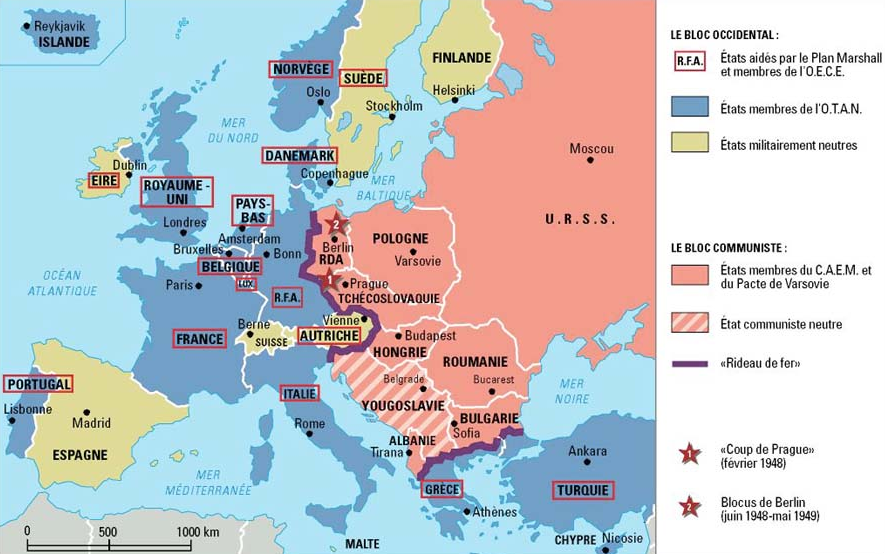 Reykjavik
ISLANDE
NORVÈGE
SUÈDE
FINLANDE
Oslo
Helsinki
Stockholm
MER
DU NORD
Moscou
Dublin
EIRE
ROYAUME-
UNI
DANEMARK
Copenhague
MER
BALTIQUE
PAYS-
BAS
U.R.S.S.
Londres
Amsterdam
2
Berlin
RDA
POLOGNE
Varsovie
Bruxelles
Bonn
BELGIQUE
LUX
OCÉAN
ATLANTIQUE
Paris
R.F.A.
1
Prague
TCHÉCOSLOVAQUIE
Vienne
Berne
SUISSE
AUTRICHE
FRANCE
Budapest
HONGRIE
ROUMANIE
Belgrade
Bucarest
MER
NOIRE
PORTUGAL
Lisbonne
Madrid
ESPAGNE
ITALIE
Rome
YOUGOSLAVIE
BULGARIE
Sofia
ALBANIE
Tirana
Ankara
MER
MÉDITERRANÉE
GRÈCE
TURQUIE
Athènes
0 500 1000 km
MALTE
CHYPRE Nicosie
LE BLOC OCCIDENTAL :
R.F.A. États aidés par le Plan Marshall
et membres de l'O.E.C.E.
États membres de l'O.T.A.N.
États militairement neutres
LE BLOC COMMUNISTE :
États membres du C.A.E.M. et
du Pacte de Varsovie
État communiste neutre
«Rideau de fer»
1 «Coup de Prague»
(février 1948)
2 Blocus de Berlin
(juin 1948-mai 1949)